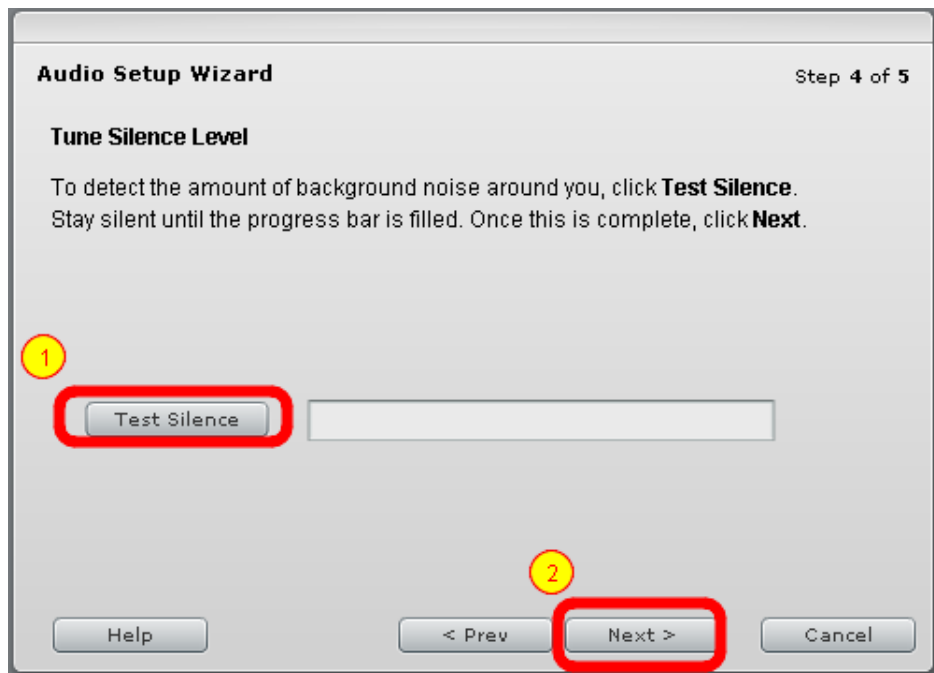 Audio Setup Wizard
Step 4 of 5
Tune Silence Level
To detect the amount of background noise around you, click Test Silence.
Stay silent until the progress bar is filled. Once this is complete, click Next.
1
Test Silence
2
Help
< Prev
Next >
Cancel